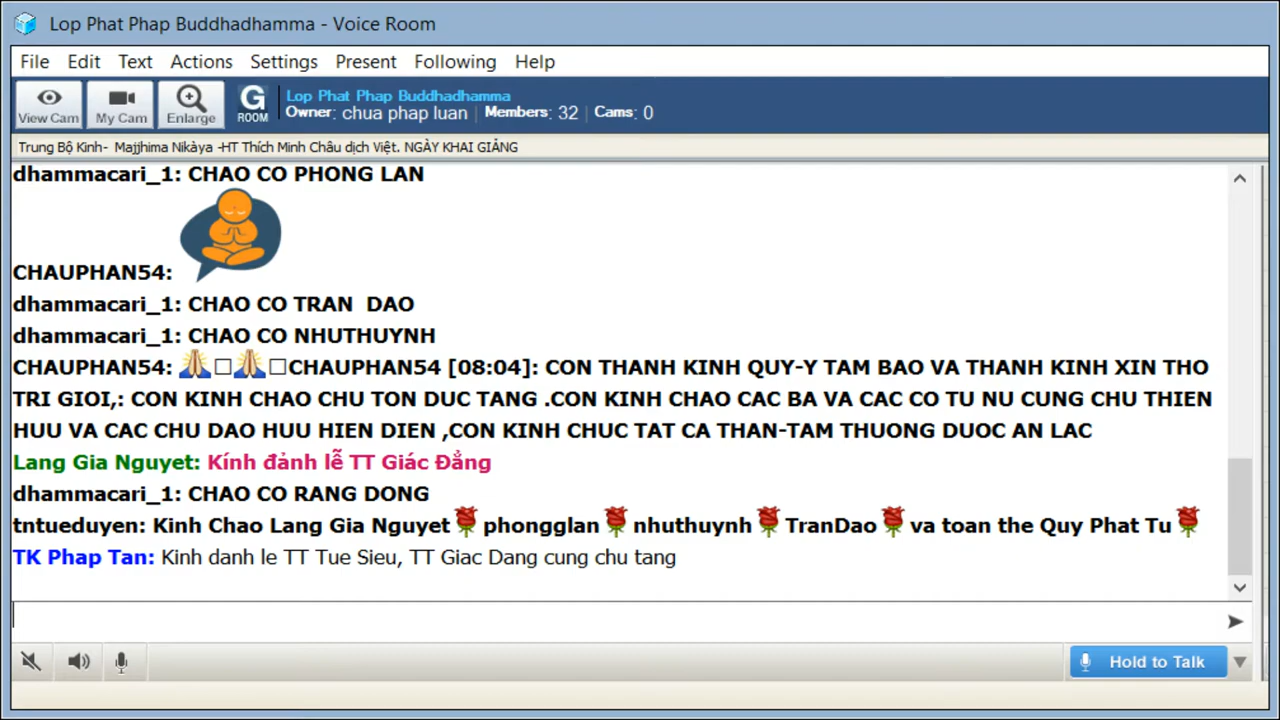 Lop Phat Phap Buddhadhamma - Voice Room
File Edit Text Actions Settings Present Following Help
View Cam My Cam Enlarge G ROOM
Lop Phat Phap Buddhadhamma
Owner: chua phap luan | Members: 32 | Cams: 0
Trung Bộ Kinh- Majjhima Nikàya -HT Thích Minh Châu dịch Việt. NGÀY KHAI GIẢNG
dhammacari_1: CHAO CO PHONG LAN
CHAUPHAN54:
dhammacari_1: CHAO CO TRAN DAO
dhammacari_1: CHAO CO NHUTHUYNH
CHAUPHAN54: 🙏□🙏□CHAUPHAN54 [08:04]: CON THANH KINH QUY-Y TAM BAO VA THANH KINH XIN THO
TRI GIOI,: CON KINH CHAO CHU TON DUC TANG .CON KINH CHAO CAC BA VA CAC CO TU NU CUNG CHU THIEN
HUU VA CAC CHU DAO HUU HIEN DIEN ,CON KINH CHUC TAT CA THAN-TAM THUONG DUOC AN LAC
Lang Gia Nguyet: Kính đảnh lễ TT Giác Đẳng
dhammacari_1: CHAO CO RANG DONG
tntueduyen: Kinh Chao Lang Gia Nguyet🌹phongglan🌹nhuthuynh🌹TranDao🌹va toan the Quy Phat Tu🌹
TK Phap Tan: Kinh danh le TT Tue Sieu, TT Giac Dang cung chu tang
Hold to Talk